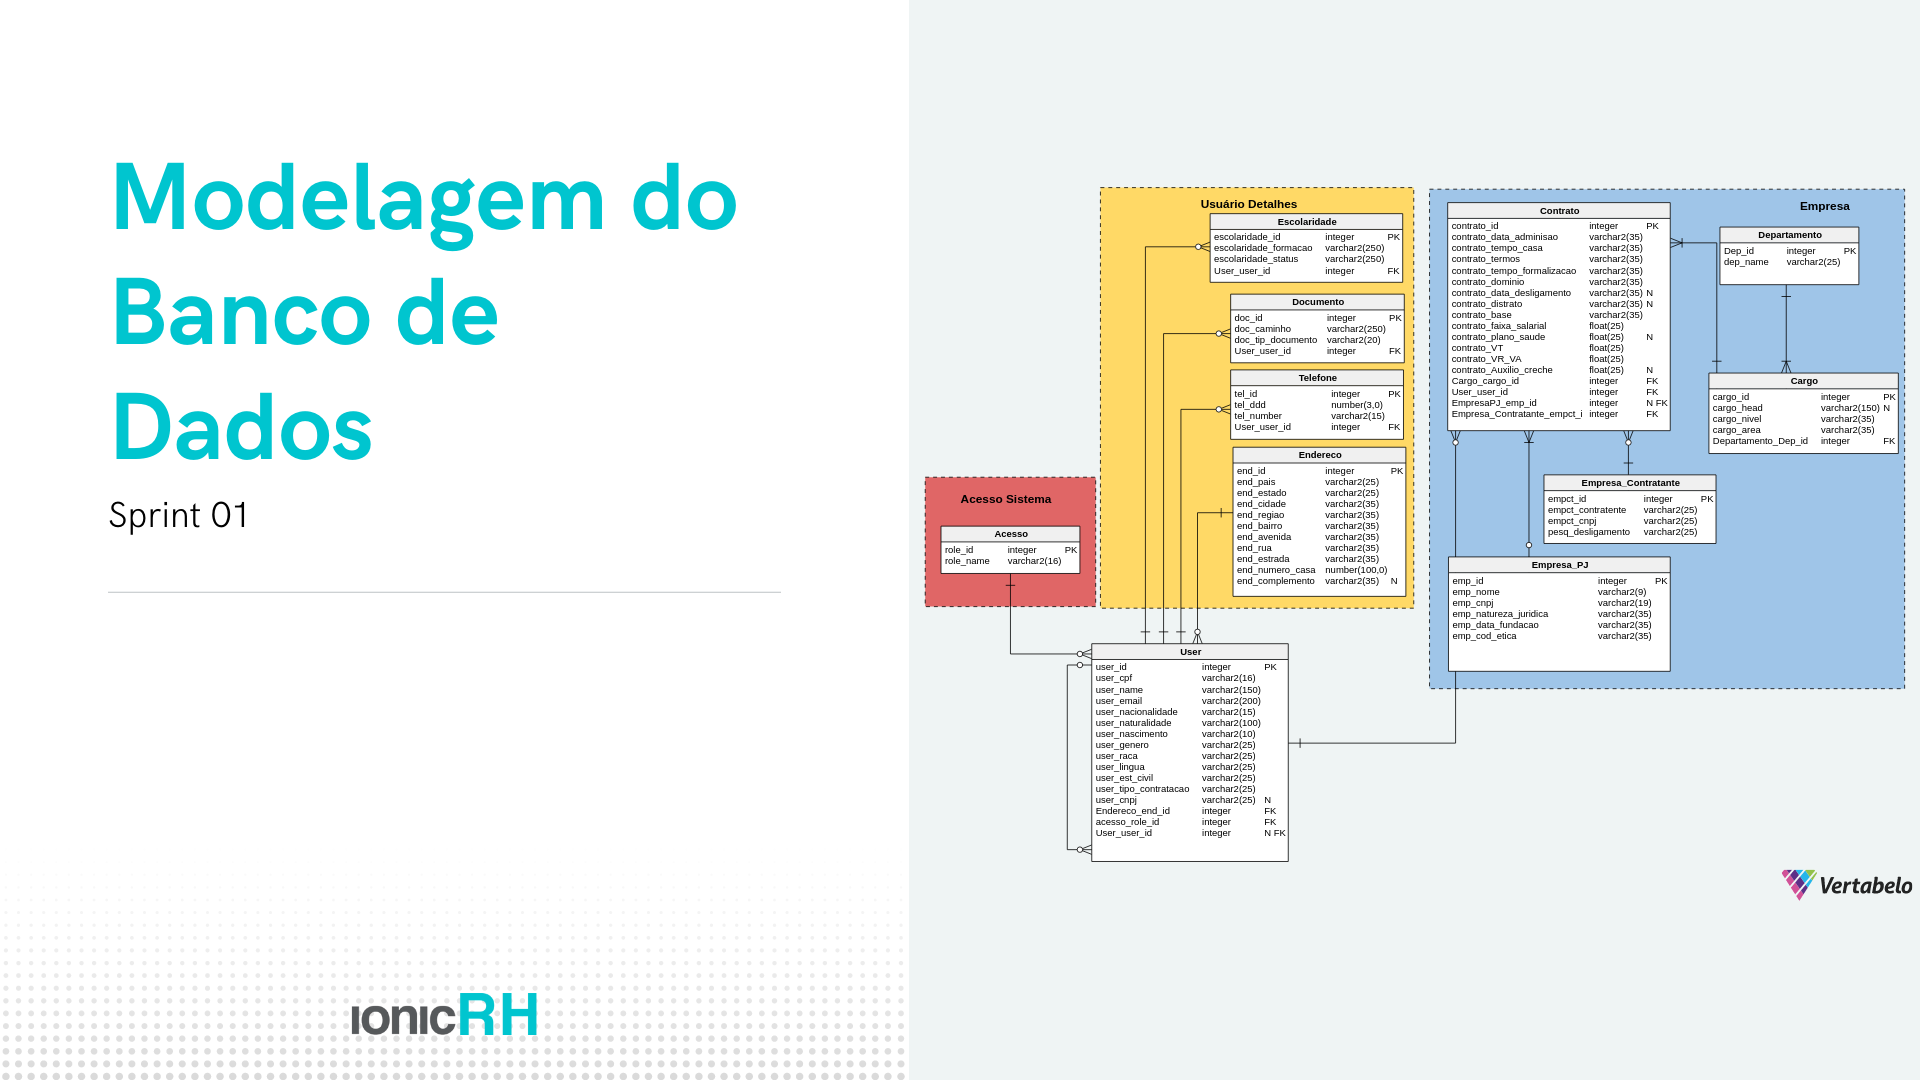 Modelagem do
Banco de
Dados
Sprint 01
ionicRH
Usuário Detalhes
Escolaridade
escolaridade_id integer PK
escolaridade_formacao varchar2(250)
escolaridade_status varchar2(250)
User_user_id integer FK
Documento
doc_id integer PK
doc_caminho varchar2(250)
doc_tip_documento varchar2(20)
User_user_id integer FK
Telefone
tel_id integer PK
tel_ddd number(3,0)
tel_number varchar2(15)
User_user_id integer FK
Endereco
end_id integer PK
end_pais varchar2(25)
end_estado varchar2(25)
end_cidade varchar2(35)
end_regiao varchar2(35)
end_bairro varchar2(35)
end_avenida varchar2(35)
end_rua varchar2(35)
end_estrada varchar2(35)
end_numero_casa number(100,0)
end_complemento varchar2(35) N
Acesso Sistema
Acesso
role_id integer PK
role_name varchar2(16)
User
user_id integer PK
user_cpf varchar2(16)
user_name varchar2(150)
user_email varchar2(200)
user_nacionalidade varchar2(15)
user_naturalidade varchar2(100)
user_nascimento varchar2(10)
user_genero varchar2(25)
user_raca varchar2(25)
user_lingua varchar2(25)
user_est_civil varchar2(25)
user_tipo_contratacao varchar2(25)
user_cnpj varchar2(25) N
Endereco_end_id integer FK
acesso_role_id integer FK
User_user_id integer N FK
Empresa
Contrato
contrato_id integer PK
contrato_data_adminisao varchar2(35)
contrato_tempo_casa varchar2(35)
contrato_termos varchar2(35)
contrato_tempo_formalizacao varchar2(35)
contrato_dominio varchar2(35)
contrato_data_desligamento varchar2(35) N
contrato_distrato varchar2(35) N
contrato_base varchar2(35)
contrato_faixa_salarial float(25)
contrato_plano_saude float(25) N
contrato_VT float(25)
contrato_VR_VA float(25)
contrato_Auxilio_creche float(25) N
Cargo_cargo_id integer FK
User_user_id integer FK
EmpresaPJ_emp_id integer N FK
Empresa_Contratante_empct_i integer FK
Departamento
Dep_id integer PK
dep_name varchar2(25)
Cargo
cargo_id integer PK
cargo_head varchar2(150) N
cargo_nivel varchar2(35)
cargo_area varchar2(35)
Departamento_Dep_id integer FK
Empresa_Contratante
empct_id integer PK
empct_contratente varchar2(25)
empct_cnpj varchar2(25)
pesq_desligamento varchar2(25)
Empresa_PJ
emp_id integer PK
emp_nome varchar2(9)
emp_cnpj varchar2(19)
emp_natureza_juridica varchar2(35)
emp_data_fundacao varchar2(35)
emp_cod_etica varchar2(35)
Vertabelo